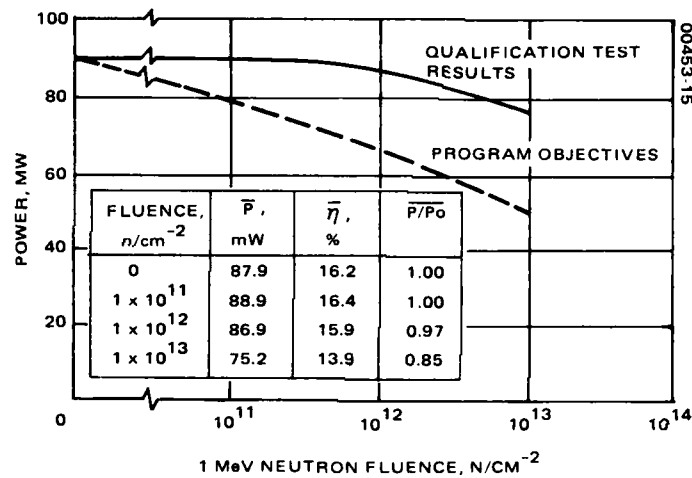 100
80
60
40
20
0
POWER, MW
QUALIFICATION TEST
RESULTS
PROGRAM OBJECTIVES
00453-15
FLUENCE, P̅, η̅, P/Po
n/cm⁻² mW %
0 87.9 16.2 1.00
1 x 10¹¹ 88.9 16.4 1.00
1 x 10¹² 86.9 15.9 0.97
1 x 10¹³ 75.2 13.9 0.85
10¹¹ 10¹² 10¹³ 10¹⁴
1 MeV NEUTRON FLUENCE, N/CM⁻²